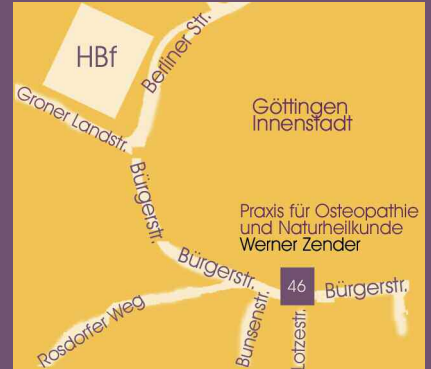 HBf
Berliner Str.
Groner Landstr.
Göttingen
Innenstadt
Bürgerstr.
Praxis für Osteopathie
und Naturheilkunde
Werner Zender
Bürgerstr.
46
Bürgerstr.
Rosdorfer Weg
Bunsenstr.
Lotzestr.